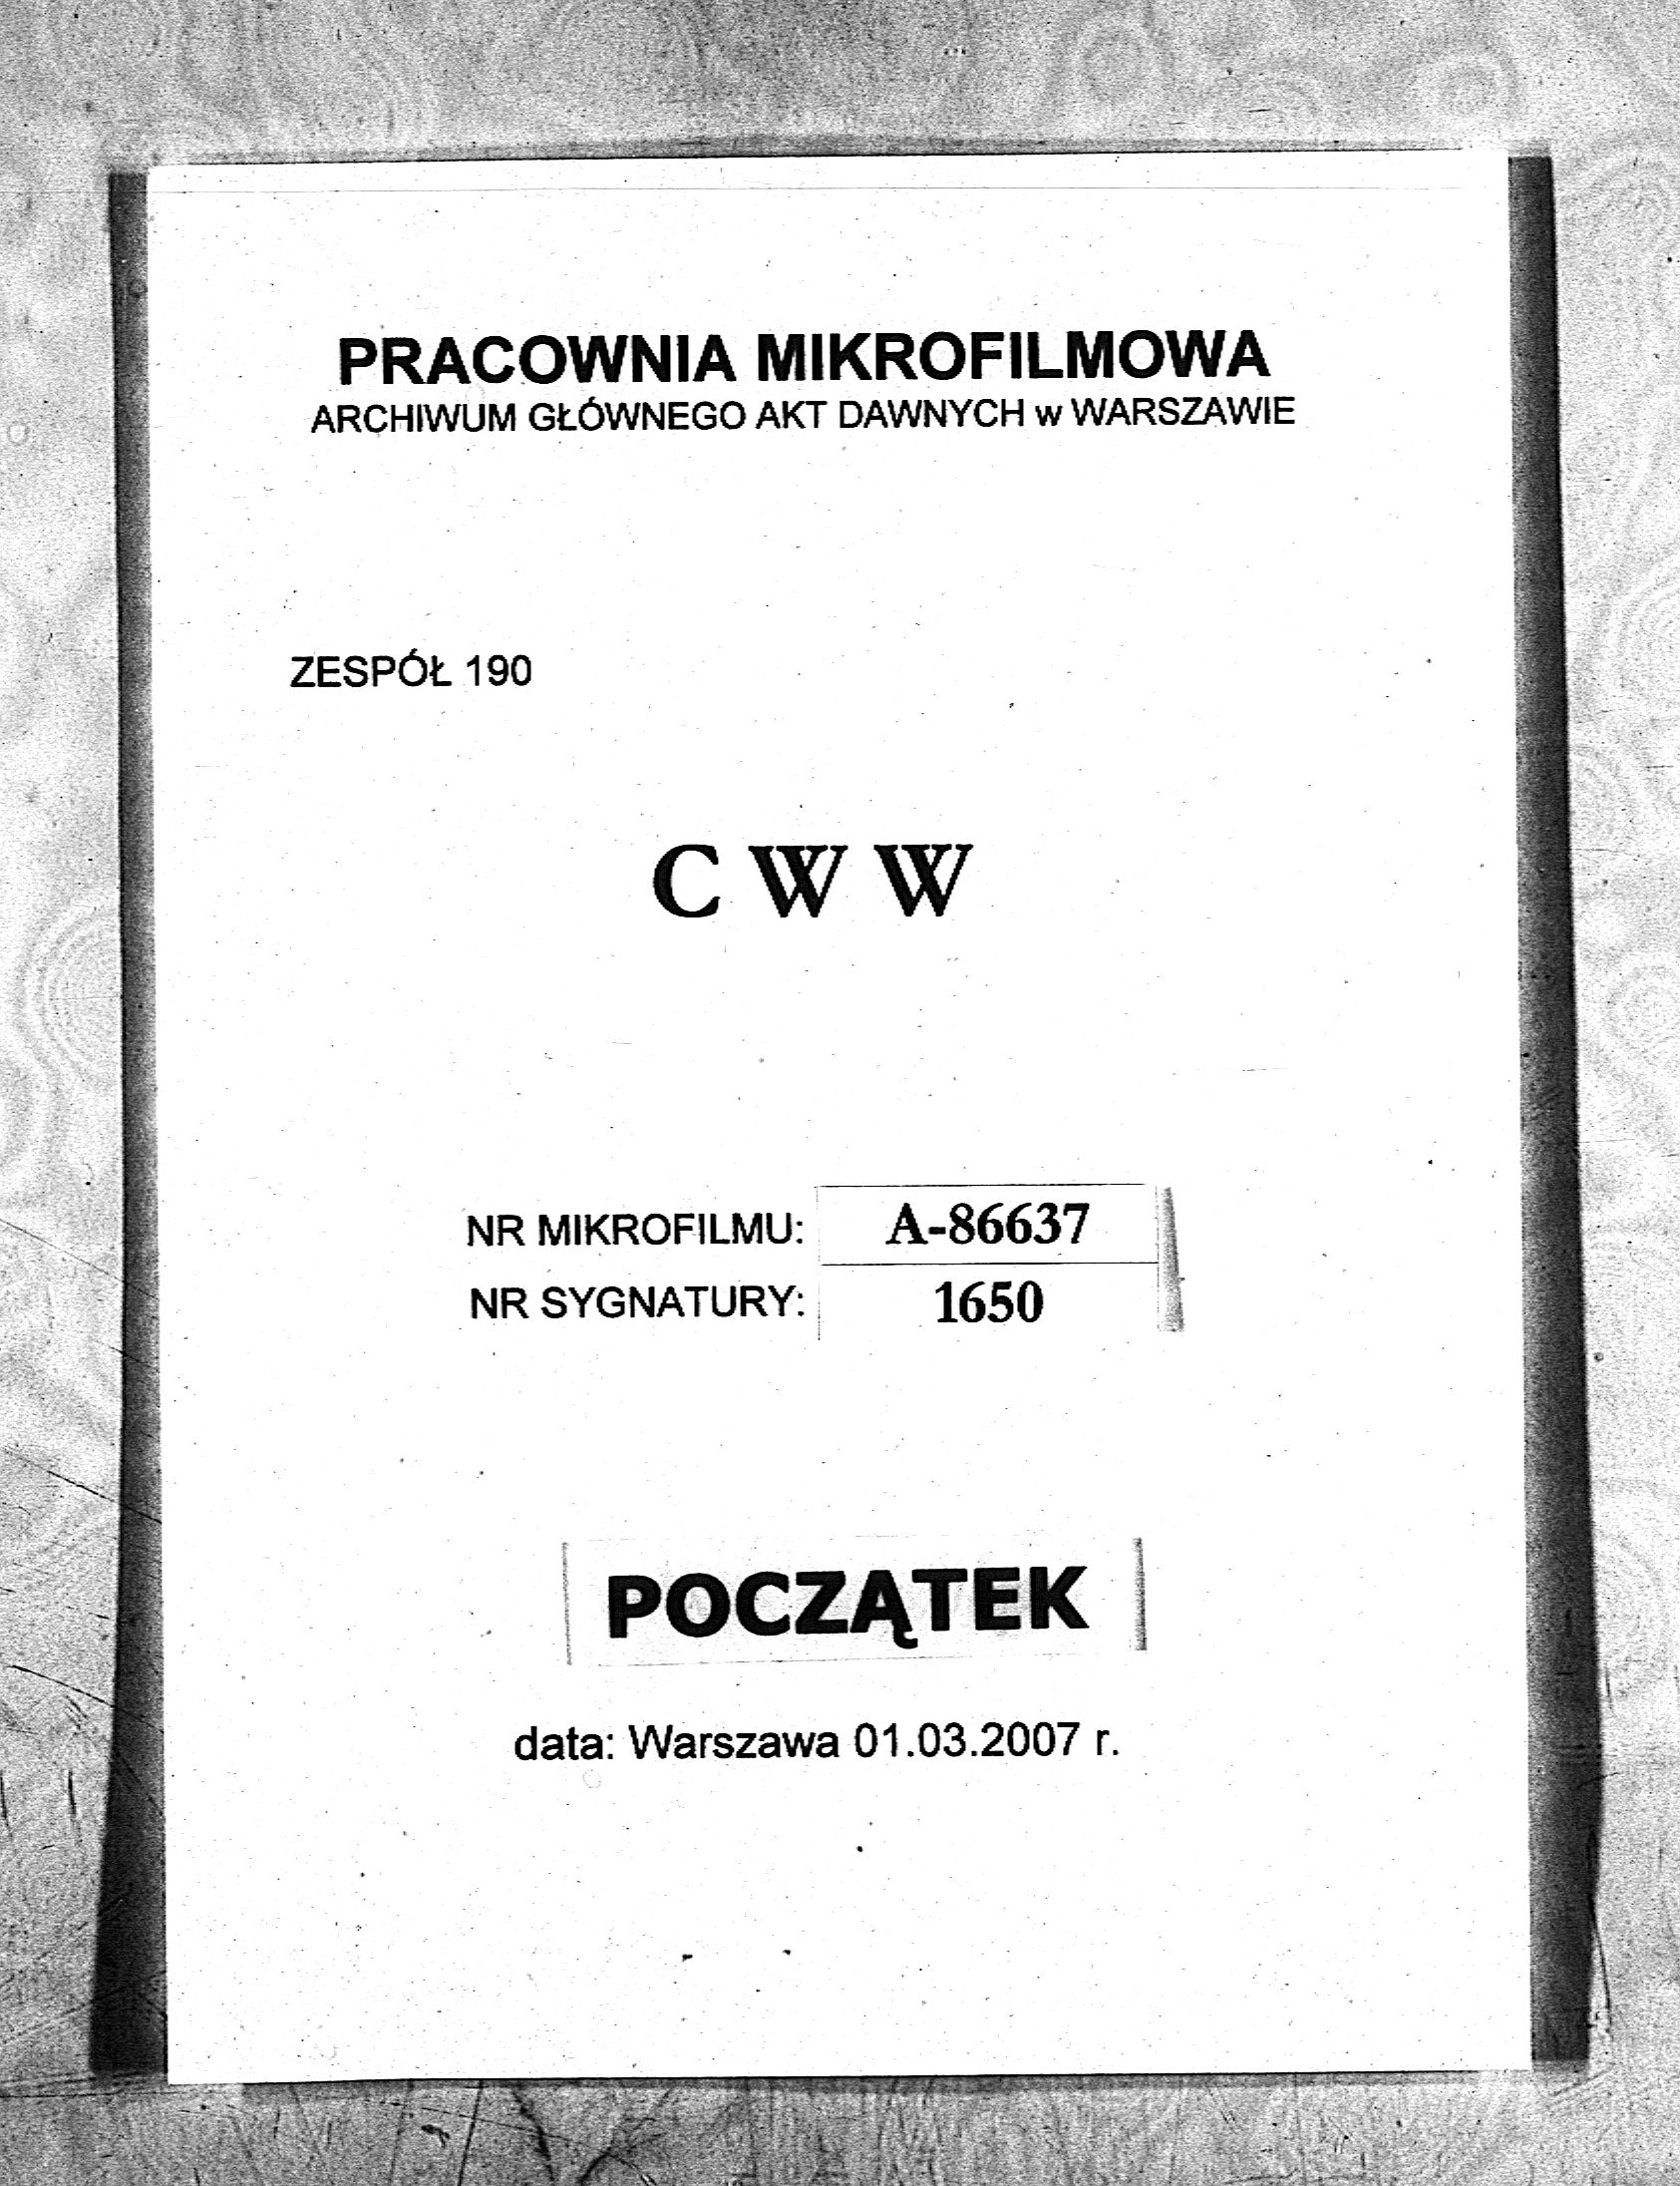 PRACOWNIA MIKROFILMOWA
ARCHIWUM GŁÓWNEGO AKT DAWNYCH w WARSZAWIE
ZESPÓŁ 190
C W W
NR MIKROFILMU: A-86637
NR SYGNATURY: 1650
POCZĄTEK
data: Warszawa 01.03.2007 r.